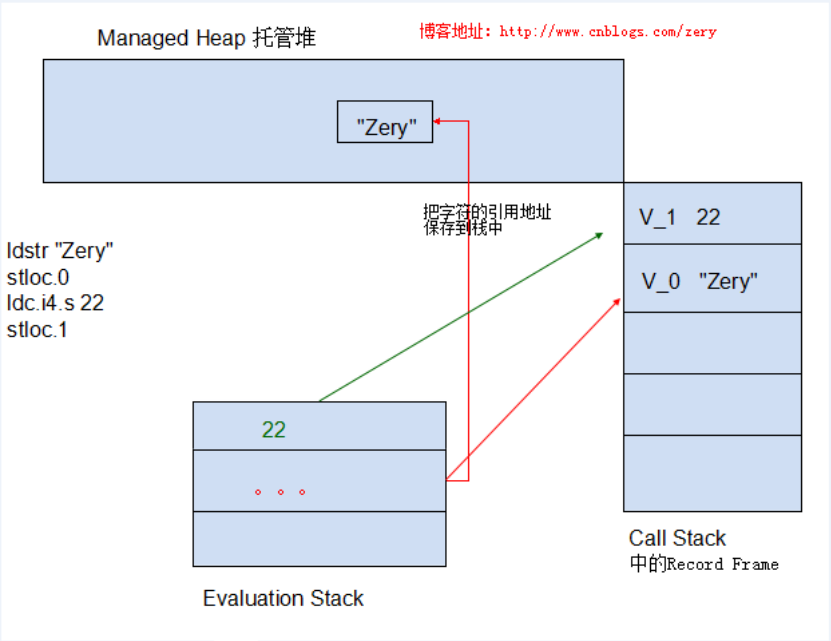 Managed Heap 托管堆
博客地址：http://www.cnblogs.com/zery
"Zery"
把字符的引用地址
保存到栈中
V_1 22
V_0 "Zery"
ldstr "Zery"
stloc.0
ldc.i4.s 22
stloc.1
22
。。。
Evaluation Stack
Call Stack
中的Record Frame